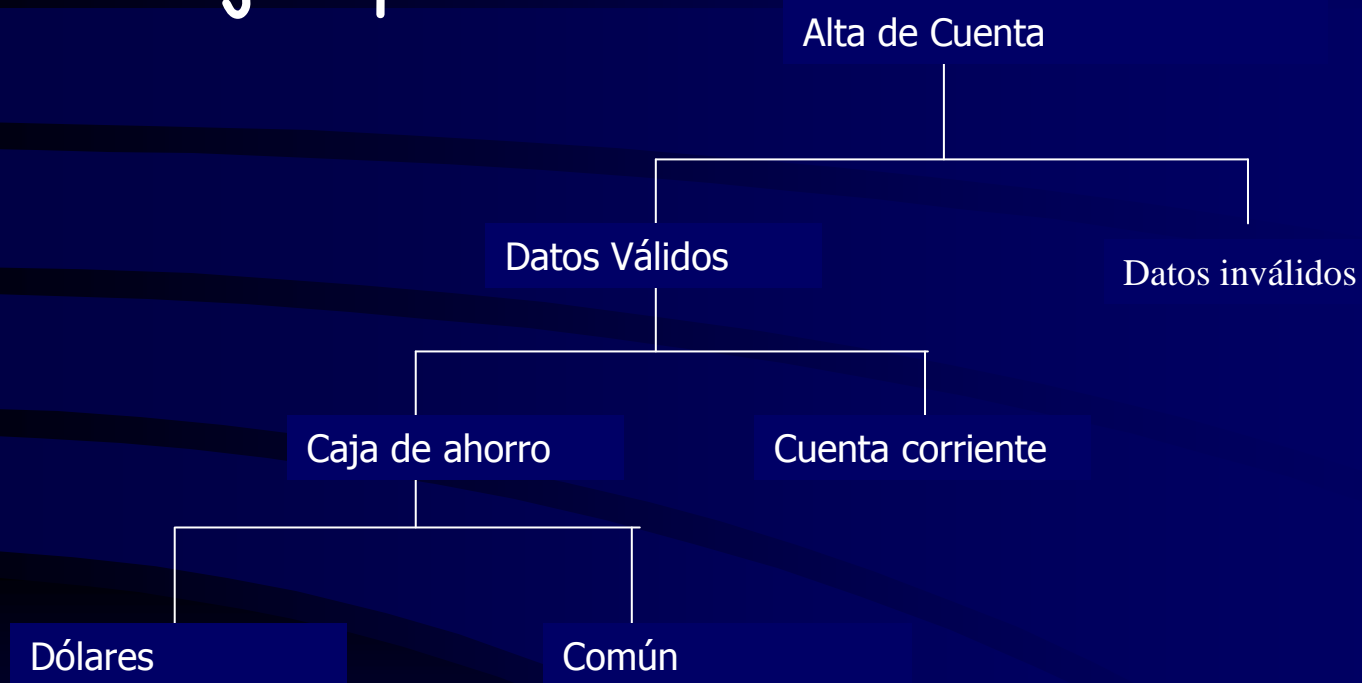 Alta de Cuenta
Datos Válidos
Datos inválidos
Caja de ahorro
Cuenta corriente
Dólares
Común